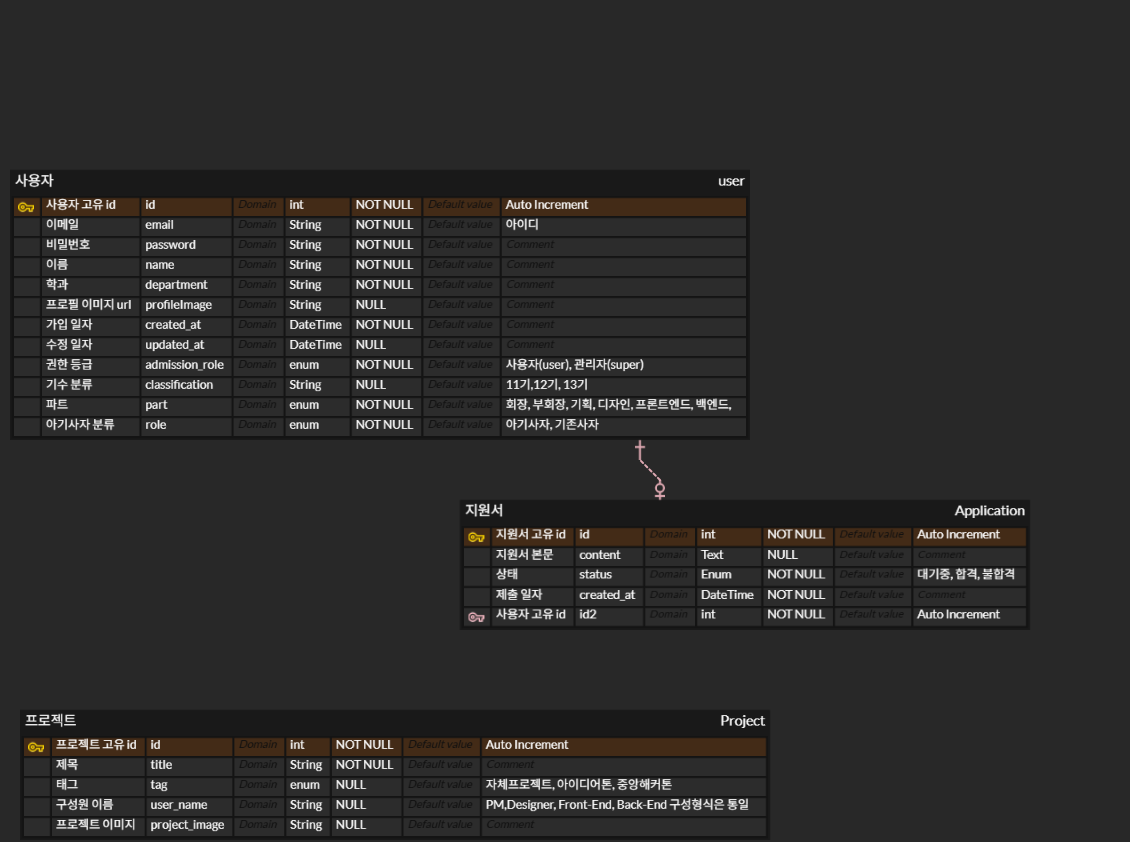 사용자 user
사용자 고유 id id Domain int NOT NULL Default value Auto Increment
이메일 email Domain String NOT NULL Default value 아이디
비밀번호 password Domain String NOT NULL Default value Comment
이름 name Domain String NOT NULL Default value Comment
학과 department Domain String NOT NULL Default value Comment
프로필 이미지 url profileImage Domain String NULL Default value Comment
가입 일자 created_at Domain DateTime NOT NULL Default value Comment
수정 일자 updated_at Domain DateTime NULL Default value Comment
권한 등급 admission_role Domain enum NOT NULL Default value 사용자(user), 관리자(super)
기수 분류 classification Domain String NULL Default value 11기,12기, 13기
파트 part Domain enum NOT NULL Default value 회장, 부회장, 기획, 디자인, 프론트엔드, 백엔드,
아기사자 분류 role Domain enum NOT NULL Default value 아기사자, 기존사자
지원서 Application
지원서 고유 id id Domain int NOT NULL Default value Auto Increment
지원서 본문 content Domain Text NULL Default value Comment
상태 status Domain Enum NOT NULL Default value 대기중, 합격, 불합격
제출 일자 created_at Domain DateTime NOT NULL Default value Comment
사용자 고유 id id2 Domain int NOT NULL Default value Auto Increment
프로젝트 Project
프로젝트 고유 id id Domain int NOT NULL Default value Auto Increment
제목 title Domain String NOT NULL Default value Comment
태그 tag Domain enum NULL Default value 자체프로젝트, 아이디어톤, 중앙해커톤
구성원 이름 user_name Domain String NULL Default value PM,Designer, Front-End, Back-End 구성형식은 통일
프로젝트 이미지 project_image Domain String NULL Default value Comment